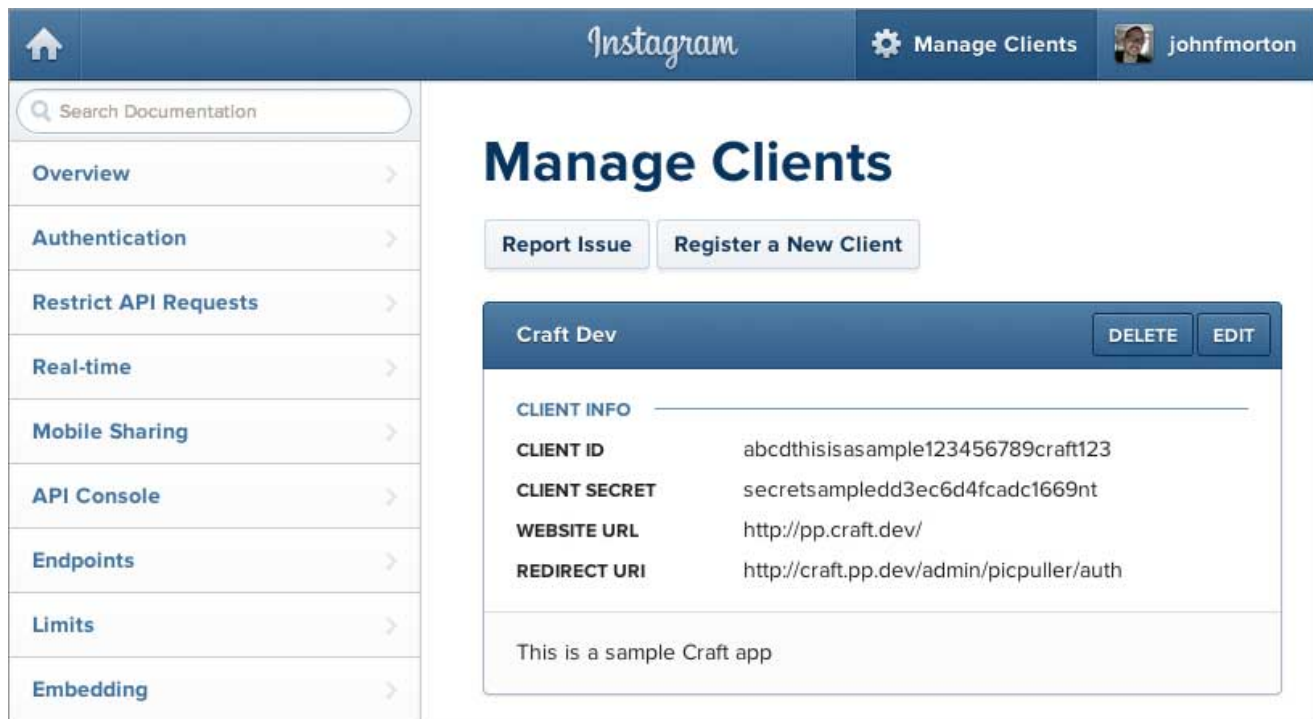 Instagram
Manage Clients
johnfmorton
Search Documentation
Overview
Authentication
Restrict API Requests
Real-time
Mobile Sharing
API Console
Endpoints
Limits
Embedding
Manage Clients
Report Issue Register a New Client
Craft Dev DELETE EDIT
CLIENT INFO
CLIENT ID abcdthisisasample123456789craft123
CLIENT SECRET secretsampledd3ec6d4fcadc1669nt
WEBSITE URL http://pp.craft.dev/
REDIRECT URI http://craft.pp.dev/admin/picpuller/auth
This is a sample Craft app